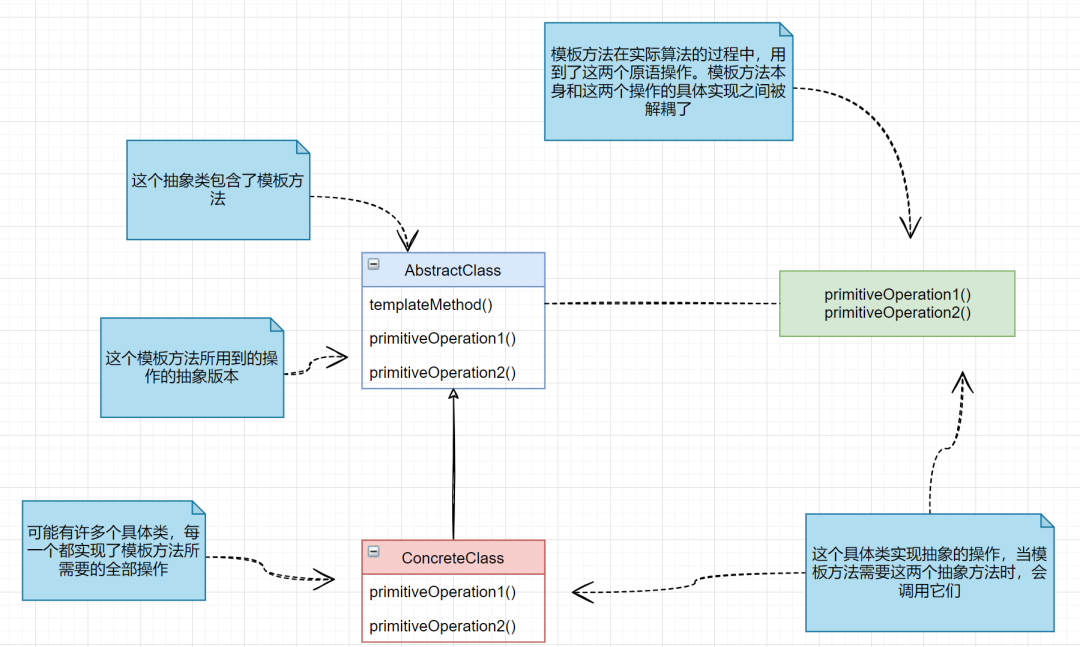 模板方法在实际算法的过程中，用
到了这两个原语操作。模板方法本
身和这两个操作的具体实现之间被
解耦了
这个抽象类包含了模板方
法
AbstractClass
templateMethod()
primitiveOperation1()
primitiveOperation2()
primitiveOperation1()
primitiveOperation2()
这个模板方法所用到的操
作的抽象版本
可能有许多个具体类，每
一个都实现了模板方法所
需要的全部操作
ConcreteClass
primitiveOperation1()
primitiveOperation2()
这个具体类实现抽象的操作，当模
板方法需要这两个抽象方法时，会
调用它们